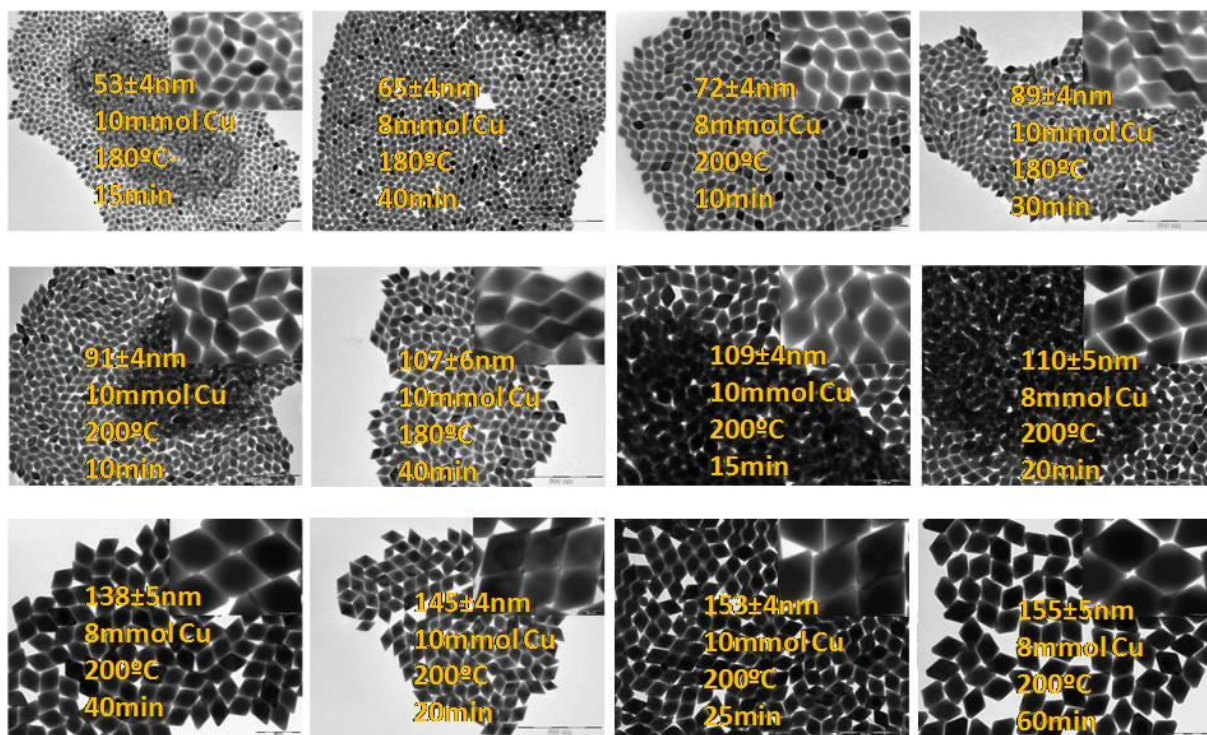 53±4nm
10mmol Cu
180ºC
15min
65±4nm
8mmol Cu
180ºC
40min
72±4nm
8mmol Cu
200ºC
10min
89±4nm
10mmol Cu
180ºC
30min
91±4nm
10mmol Cu
200ºC
10min
107±6nm
10mmol Cu
180ºC
40min
109±4nm
10mmol Cu
200ºC
15min
110±5nm
8mmol Cu
200ºC
20min
138±5nm
8mmol Cu
200ºC
40min
145±4nm
10mmol Cu
200ºC
20min
153±4nm
10mmol Cu
200ºC
25min
155±5nm
8mmol Cu
200ºC
60min